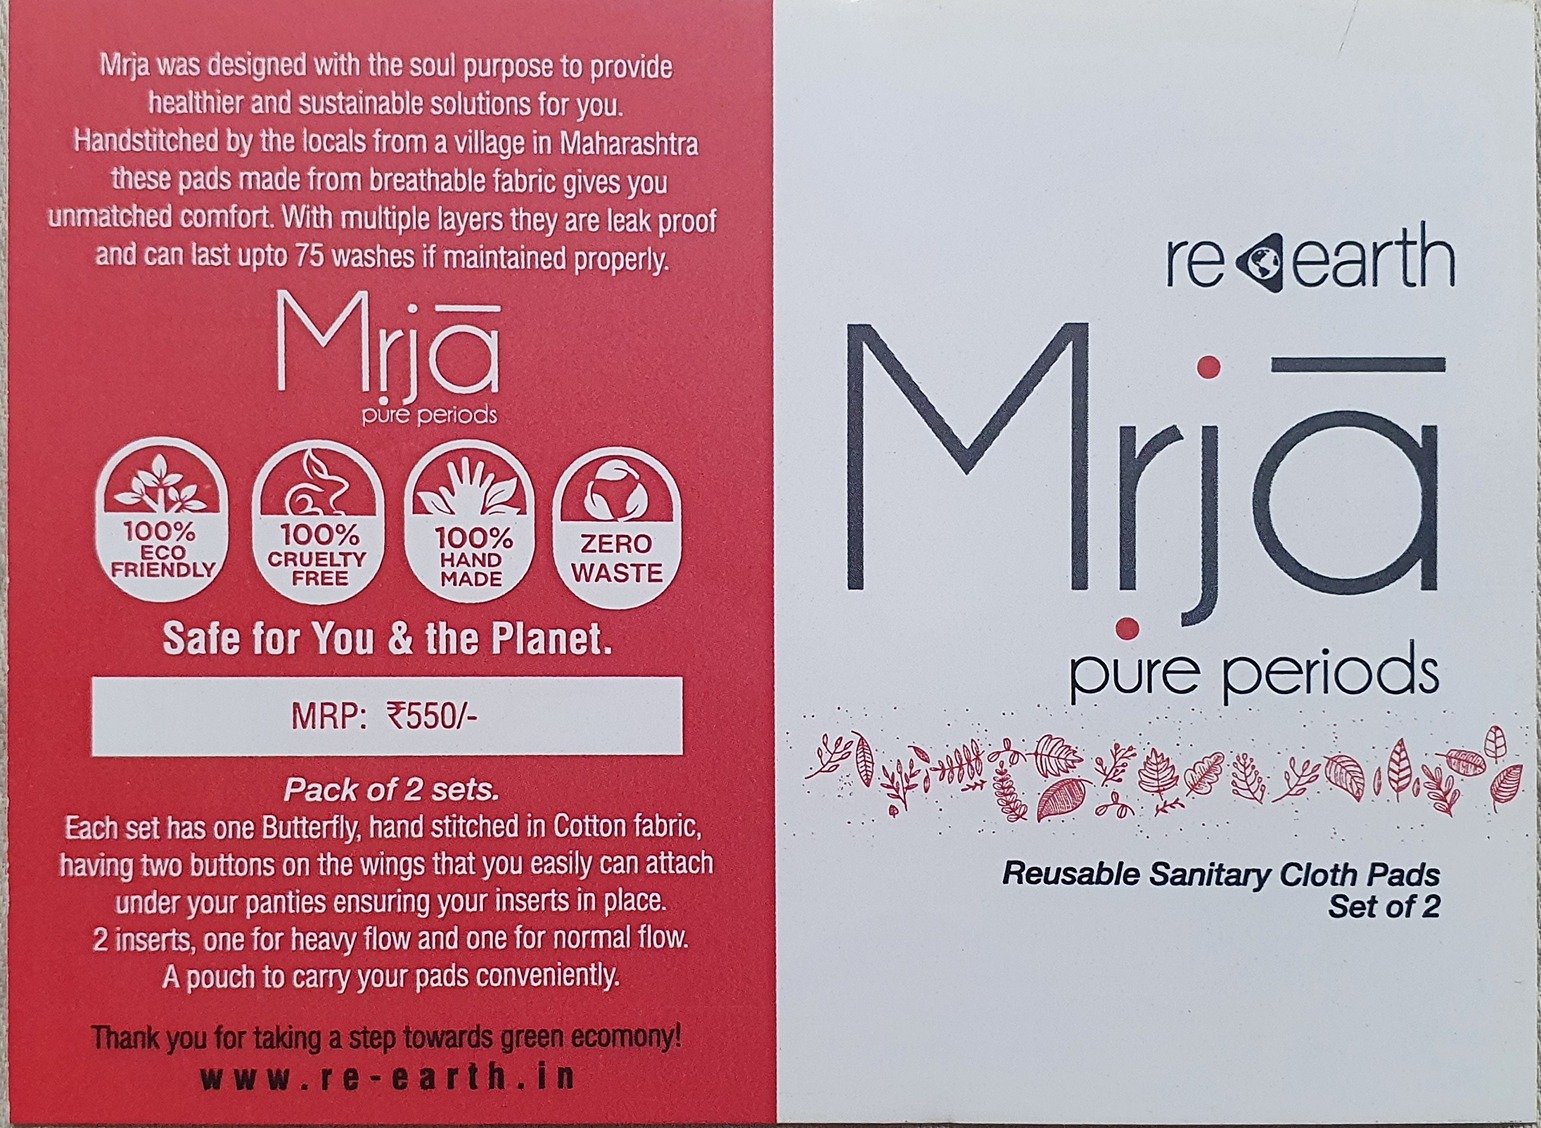 Mrja was designed with the soul purpose to provide
healthier and sustainable solutions for you.
Handstitched by the locals from a village in Maharashtra
these pads made from breathable fabric gives you
unmatched comfort. With multiple layers they are leak proof
and can last upto 75 washes if maintained properly.
Mṛjā
pure periods
100%
ECO
FRIENDLY
100%
CRUELTY
FREE
100%
HAND
MADE
ZERO
WASTE
Safe for You & the Planet.
MRP: ₹550/-
Pack of 2 sets.
Each set has one Butterfly, hand stitched in Cotton fabric,
having two buttons on the wings that you easily can attach
under your panties ensuring your inserts in place.
2 inserts, one for heavy flow and one for normal flow.
A pouch to carry your pads conveniently.
Thank you for taking a step towards green ecomony!
www.re-earth.in
re earth
Mṛjā
pure periods
Reusable Sanitary Cloth Pads
Set of 2